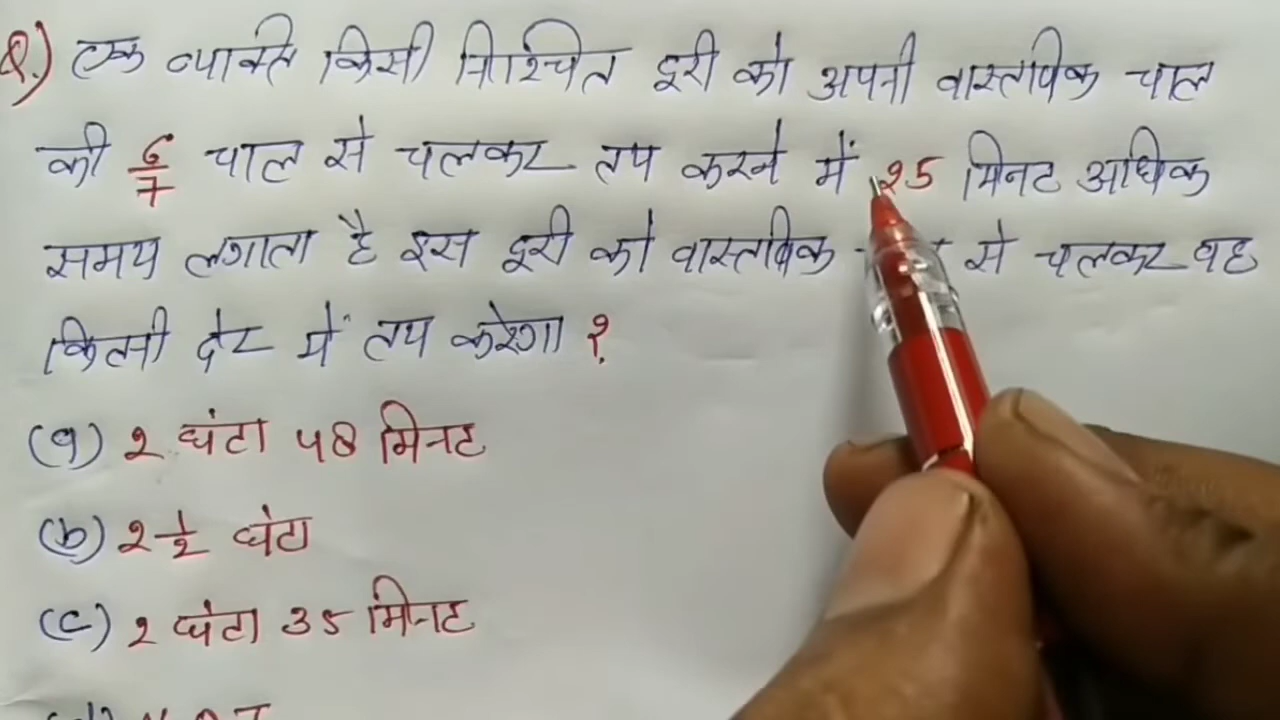 Q.) एक व्यक्ति किसी निश्चित दूरी को अपनी वास्तविक चाल
की 6/7 चाल से चलकर तय करने में 25 मिनट अधिक
समय लगाता है इस दूरी को वास्तविक से चलकर वह
कितनी देर में तय करेगा ?
(a) 2 घंटा 48 मिनट
(b) 2 1/2 घंटा
(c) 2 घंटा 35 मिनट